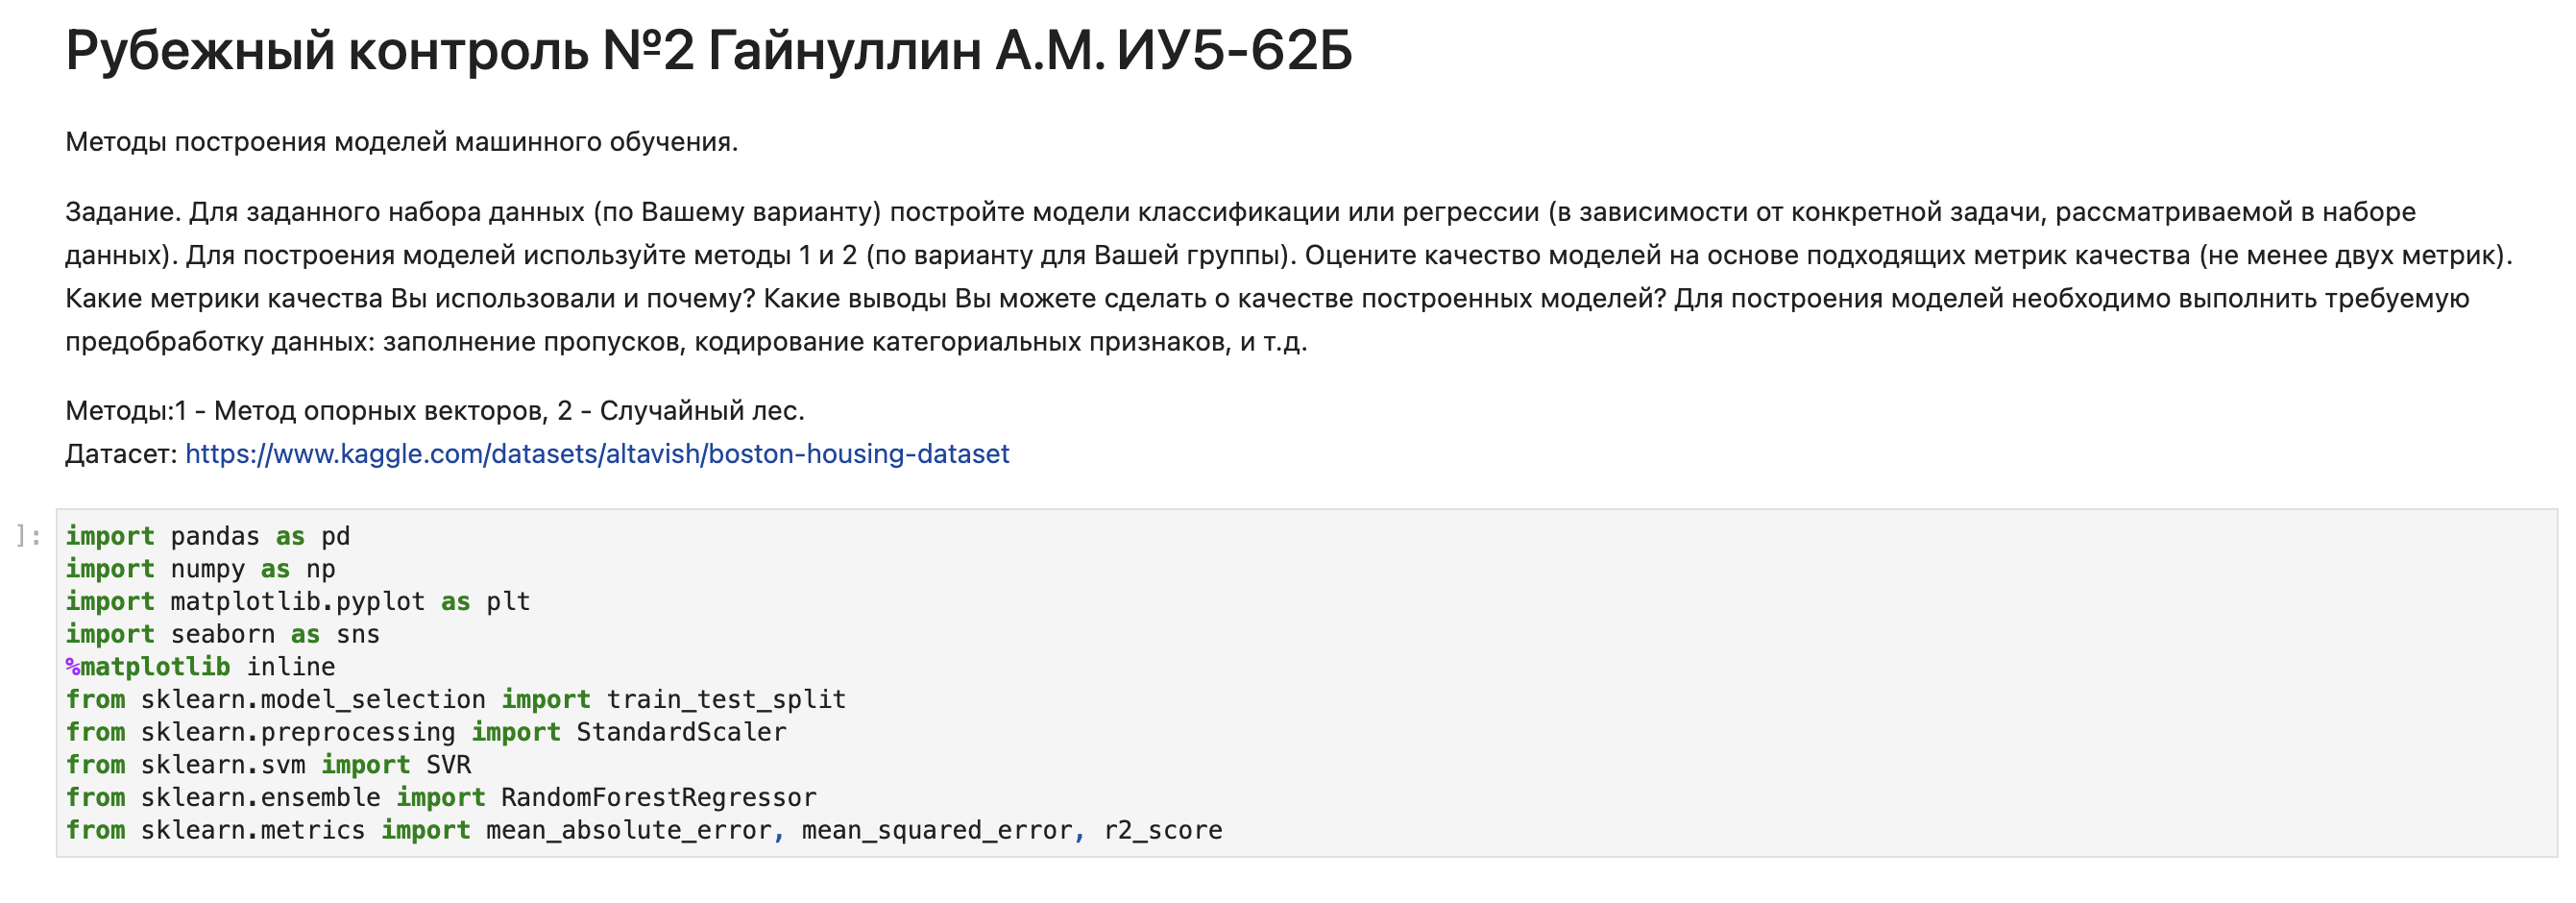 Рубежный контроль №2 Гайнуллин А.М. ИУ5-62Б
Методы построения моделей машинного обучения.
Задание. Для заданного набора данных (по Вашему варианту) постройте модели классификации или регрессии (в зависимости от конкретной задачи, рассматриваемой в наборе
данных). Для построения моделей используйте методы 1 и 2 (по варианту для Вашей группы). Оцените качество моделей на основе подходящих метрик качества (не менее двух метрик).
Какие метрики качества Вы использовали и почему? Какие выводы Вы можете сделать о качестве построенных моделей? Для построения моделей необходимо выполнить требуемую
предобработку данных: заполнение пропусков, кодирование категориальных признаков, и т.д.
Методы:1 - Метод опорных векторов, 2 - Случайный лес.
Датасет: https://www.kaggle.com/datasets/altavish/boston-housing-dataset
]: import pandas as pd
import numpy as np
import matplotlib.pyplot as plt
import seaborn as sns
%matplotlib inline
from sklearn.model_selection import train_test_split
from sklearn.preprocessing import StandardScaler
from sklearn.svm import SVR
from sklearn.ensemble import RandomForestRegressor
from sklearn.metrics import mean_absolute_error, mean_squared_error, r2_score